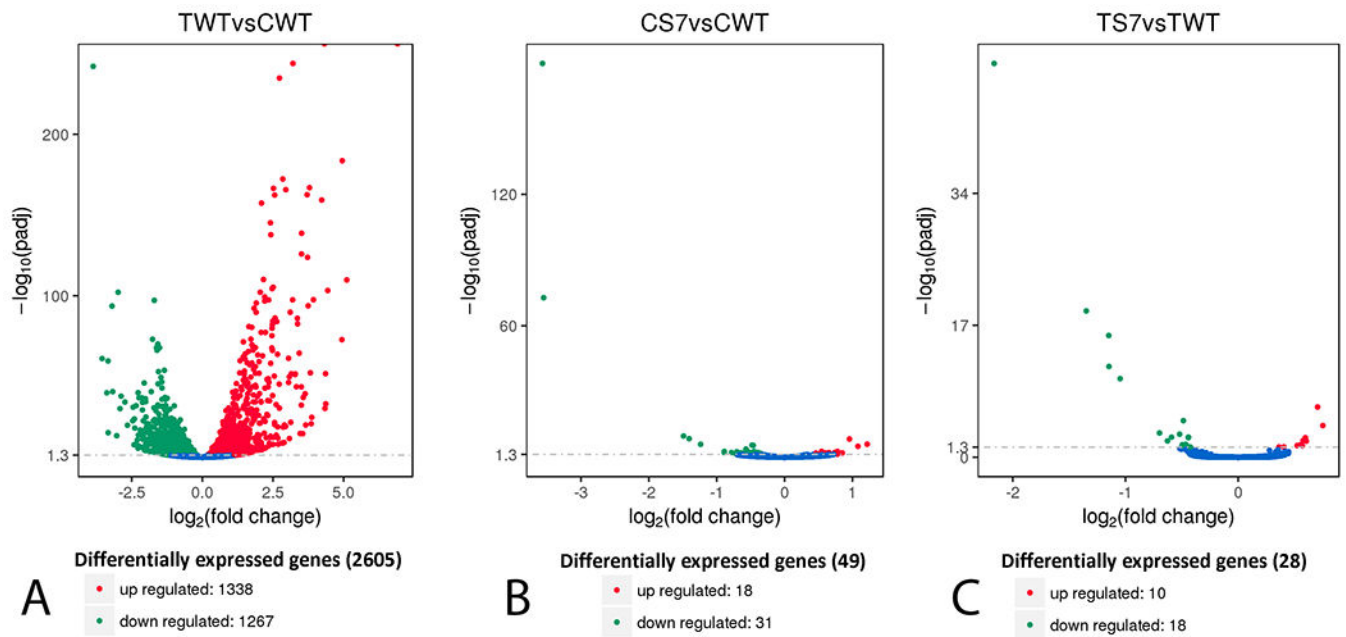 TWTvsCWT
200
100
1.3
-log10(padj)
-2.5 0.0 2.5 5.0
log2(fold change)
Differentially expressed genes (2605)
up regulated: 1338
down regulated: 1267
A
CS7vsCWT
120
60
1.3
-log10(padj)
-3 -2 -1 0 1
log2(fold change)
Differentially expressed genes (49)
up regulated: 18
down regulated: 31
B
TS7vsTWT
34
17
1.3
0
-log10(padj)
-2 -1 0
log2(fold change)
Differentially expressed genes (28)
up regulated: 10
down regulated: 18
C